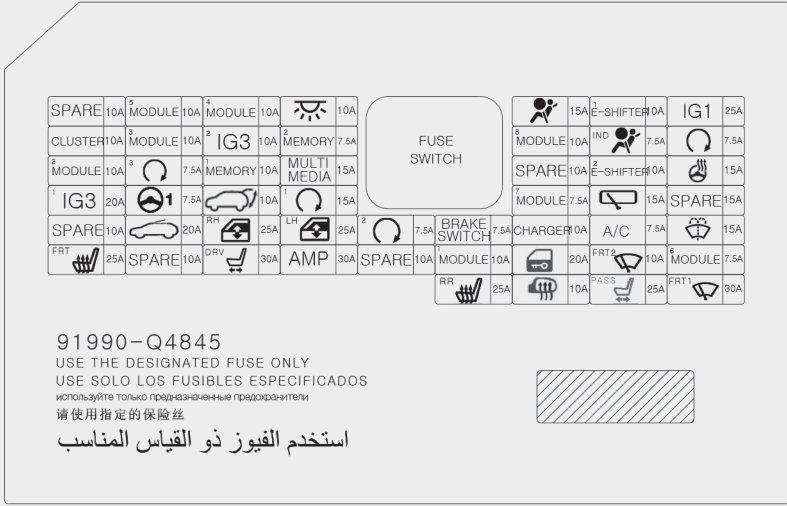 SPARE 10A 5 MODULE 10A 4 MODULE 10A 10A 15A 1 E-SHIFTER 10A IG1 25A
CLUSTER 10A 3 MODULE 10A 2 IG3 10A 2 MEMORY 7.5A FUSE SWITCH 8 MODULE 10A IND 7.5A 7.5A
2 MODULE 10A 3 7.5A 1 MEMORY 10A MULTI MEDIA 15A SPARE 10A 2 E-SHIFTER 10A 15A
1 IG3 20A 1 7.5A 10A 1 15A 7 MODULE 7.5A 15A SPARE 15A
SPARE 10A 20A RH 25A LH 25A 2 7.5A BRAKE SWITCH 7.5A CHARGER 10A A/C 7.5A 15A
FRT 25A SPARE 10A DRV 30A AMP 30A SPARE 10A 1 MODULE 10A 20A FRT2 10A 6 MODULE 7.5A
RR 25A 10A PASS 25A FRT1 30A
91990-Q4845
USE THE DESIGNATED FUSE ONLY
USE SOLO LOS FUSIBLES ESPECIFICADOS
используйте только предназначенные предохранители
请使用指定的保险丝
استخدم الفيوز ذو القياس المناسب